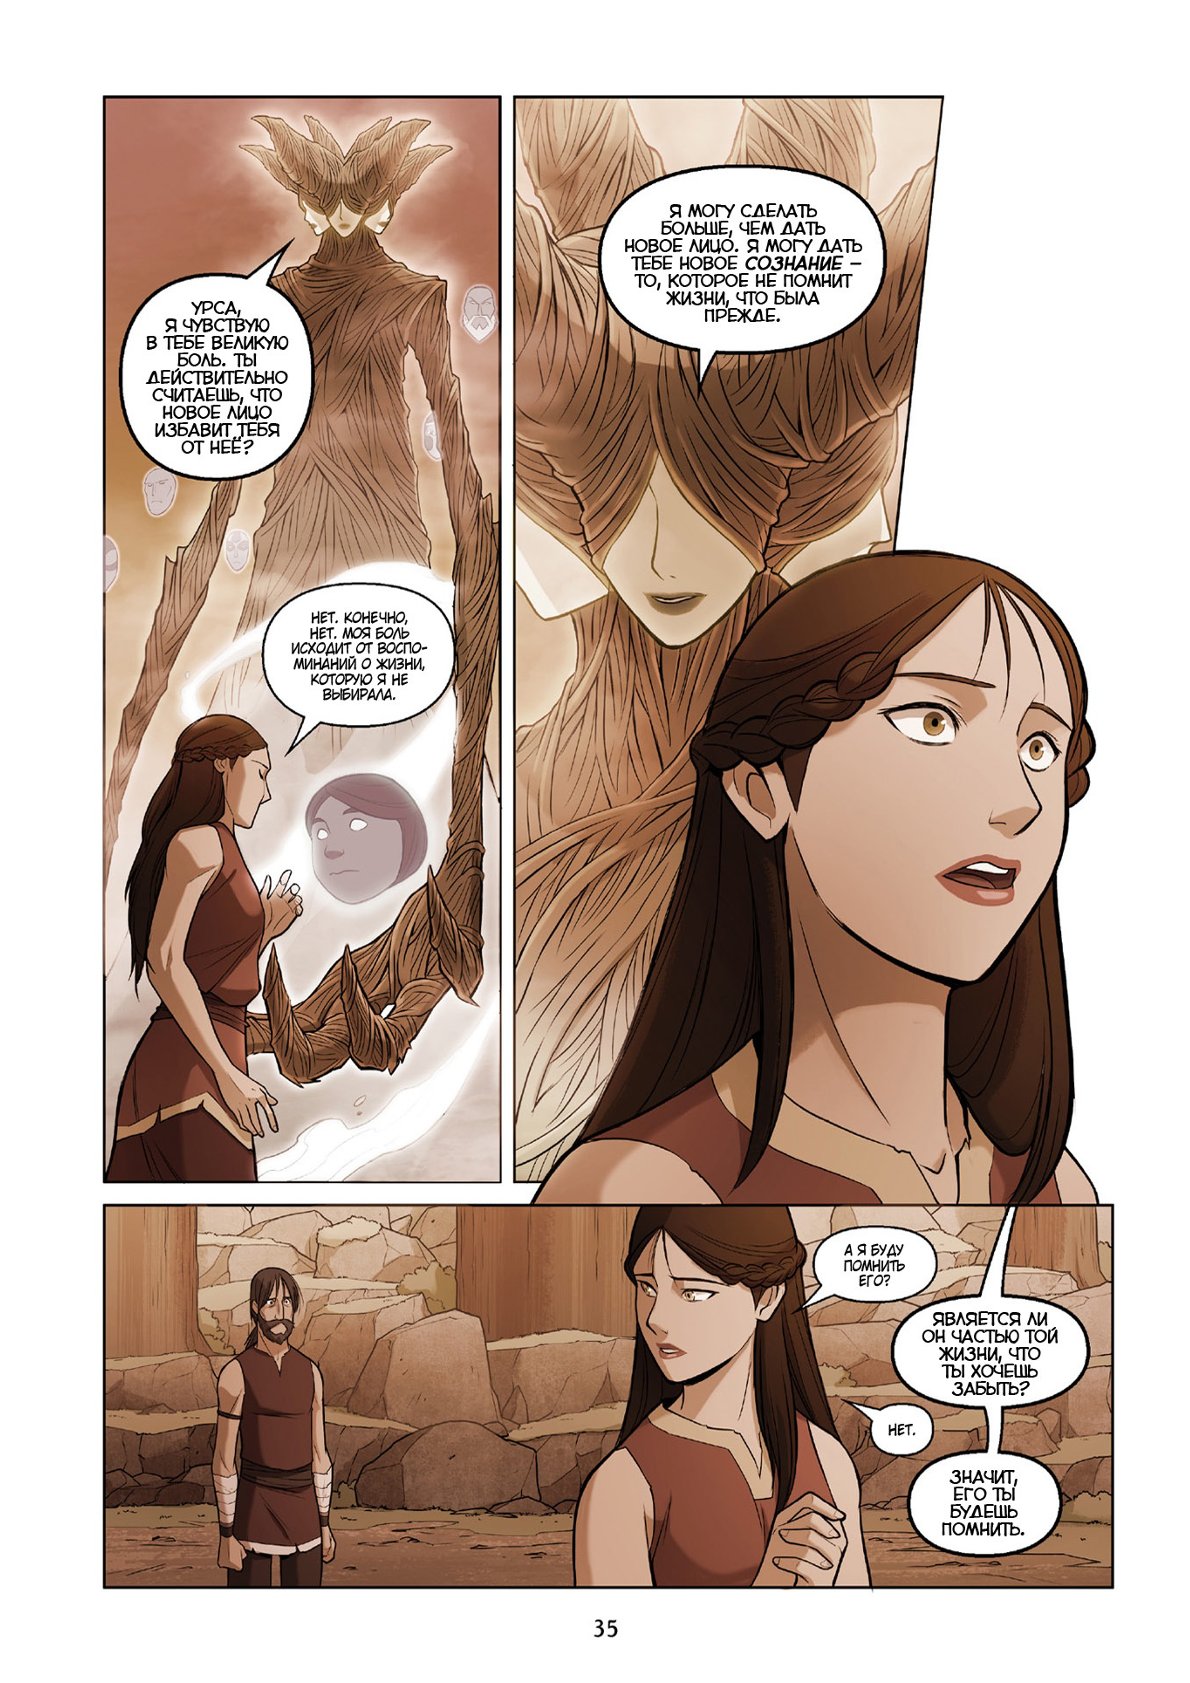 УРСА,
Я ЧУВСТВУЮ
В ТЕБЕ ВЕЛИКУЮ
БОЛЬ. ТЫ
ДЕЙСТВИТЕЛЬНО
СЧИТАЕШЬ, ЧТО
НОВОЕ ЛИЦО
ИЗБАВИТ ТЕБЯ
ОТ НЕЁ?
НЕТ. КОНЕЧНО,
НЕТ. МОЯ БОЛЬ
ИСХОДИТ ОТ ВОСПО-
МИНАНИЙ О ЖИЗНИ,
КОТОРУЮ Я НЕ
ВЫБИРАЛА.
Я МОГУ СДЕЛАТЬ
БОЛЬШЕ, ЧЕМ ДАТЬ
НОВОЕ ЛИЦО. Я МОГУ ДАТЬ
ТЕБЕ НОВОЕ СОЗНАНИЕ –
ТО, КОТОРОЕ НЕ ПОМНИТ
ЖИЗНИ, ЧТО БЫЛА
ПРЕЖДЕ.
А Я БУДУ
ПОМНИТЬ
ЕГО?
ЯВЛЯЕТСЯ ЛИ
ОН ЧАСТЬЮ ТОЙ
ЖИЗНИ, ЧТО
ТЫ ХОЧЕШЬ
ЗАБЫТЬ?
НЕТ.
ЗНАЧИТ,
ЕГО ТЫ
БУДЕШЬ
ПОМНИТЬ.
35